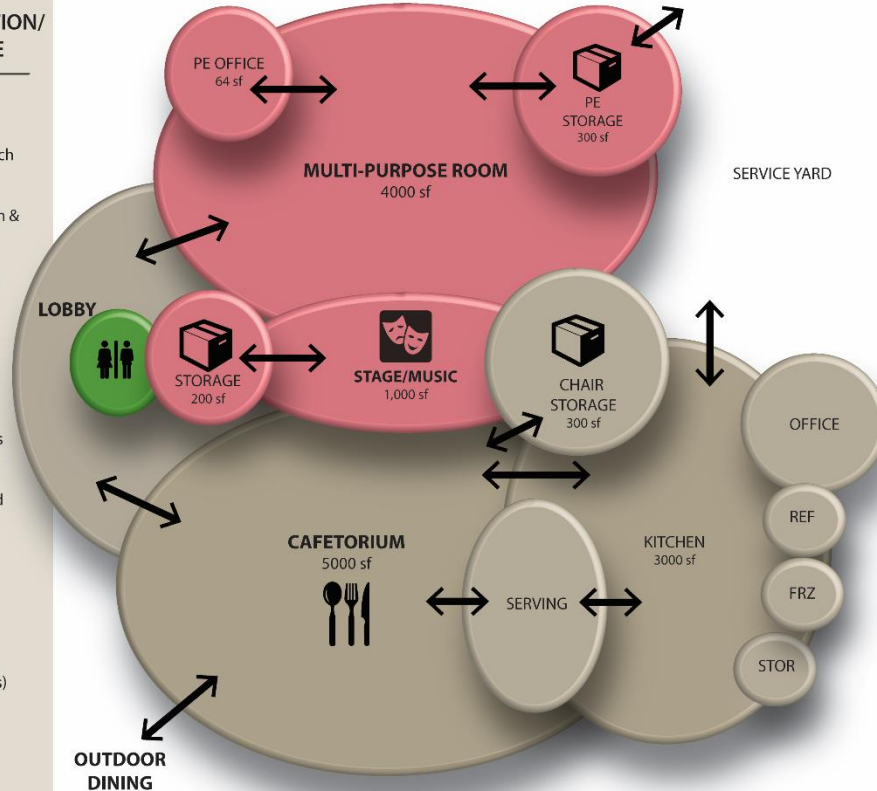 TION/
E
ch
n &
s
d
s)
PE OFFICE
64 sf
PE
STORAGE
300 sf
MULTI-PURPOSE ROOM
4000 sf
SERVICE YARD
LOBBY
STORAGE
200 sf
STAGE/MUSIC
1,000 sf
CHAIR
STORAGE
300 sf
OFFICE
REF
FRZ
STOR
KITCHEN
3000 sf
CAFETORIUM
5000 sf
SERVING
OUTDOOR
DINING